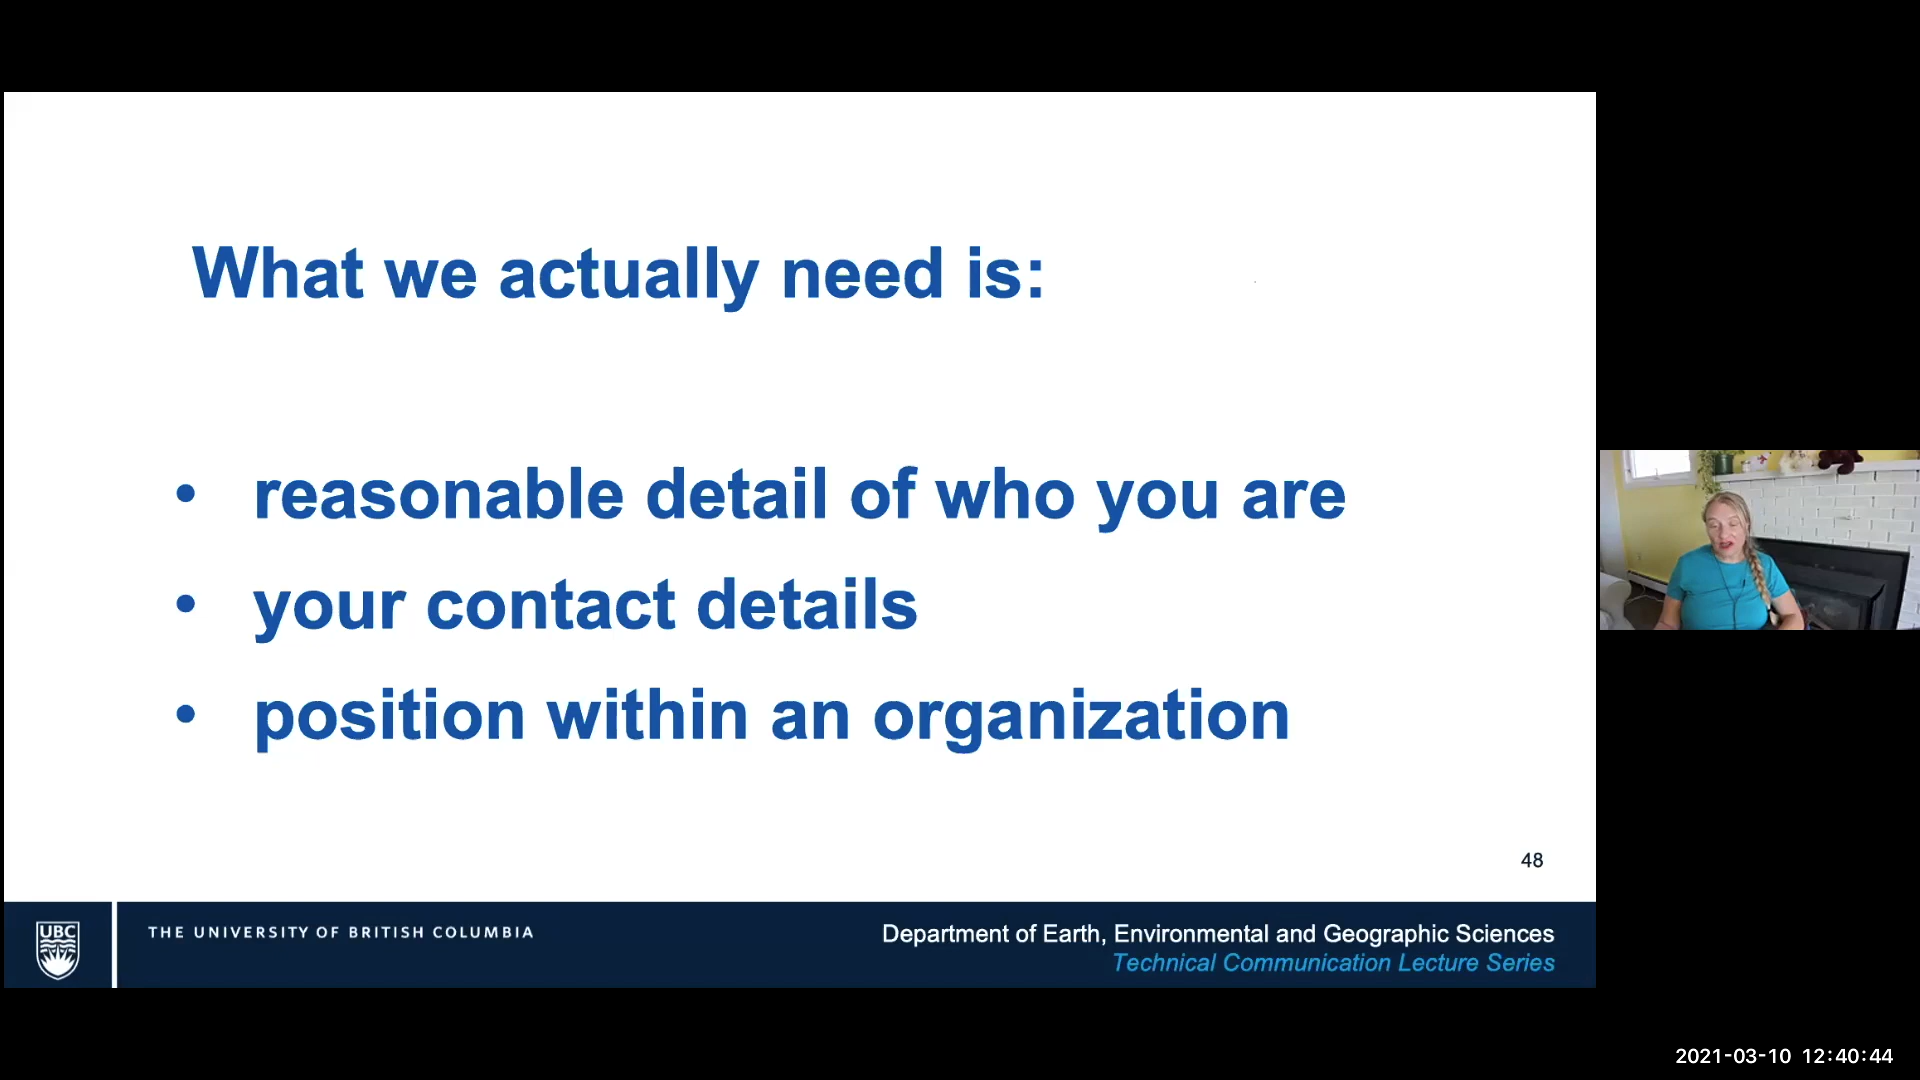 What we actually need is:
• reasonable detail of who you are
• your contact details
• position within an organization
48
UBC
THE UNIVERSITY OF BRITISH COLUMBIA
Department of Earth, Environmental and Geographic Sciences
Technical Communication Lecture Series
2021-03-10 12:40:44